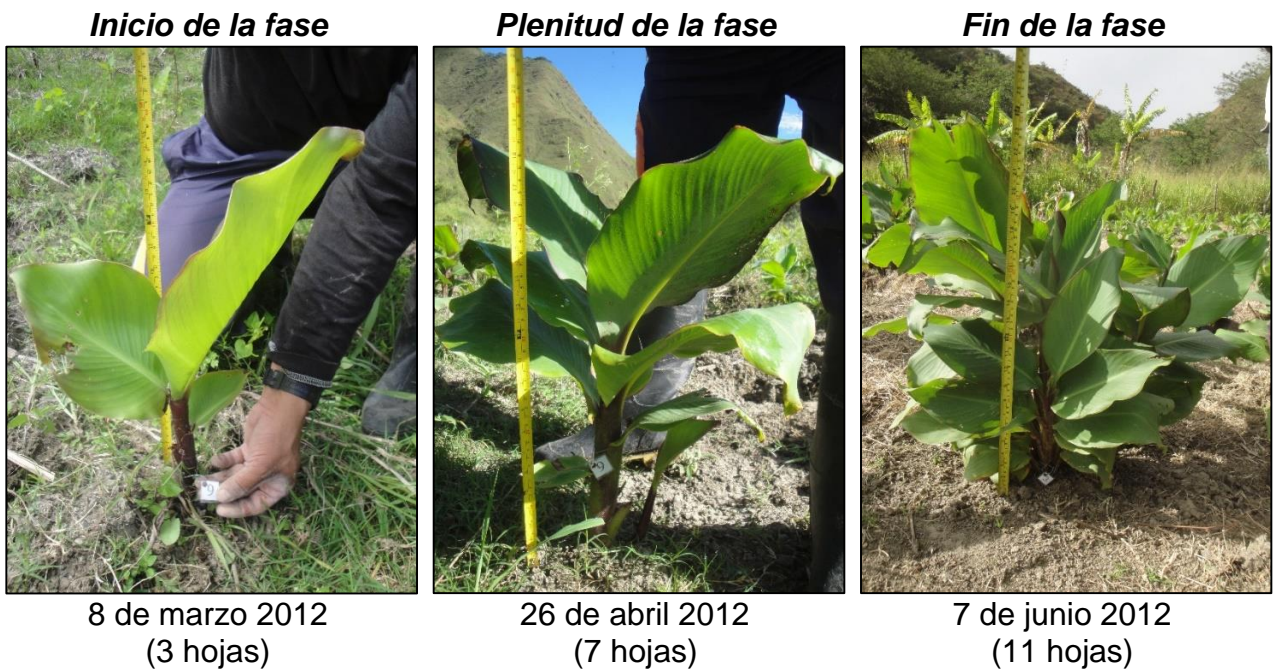 Inicio de la fase
Plenitud de la fase
Fin de la fase
8 de marzo 2012
(3 hojas)
26 de abril 2012
(7 hojas)
7 de junio 2012
(11 hojas)